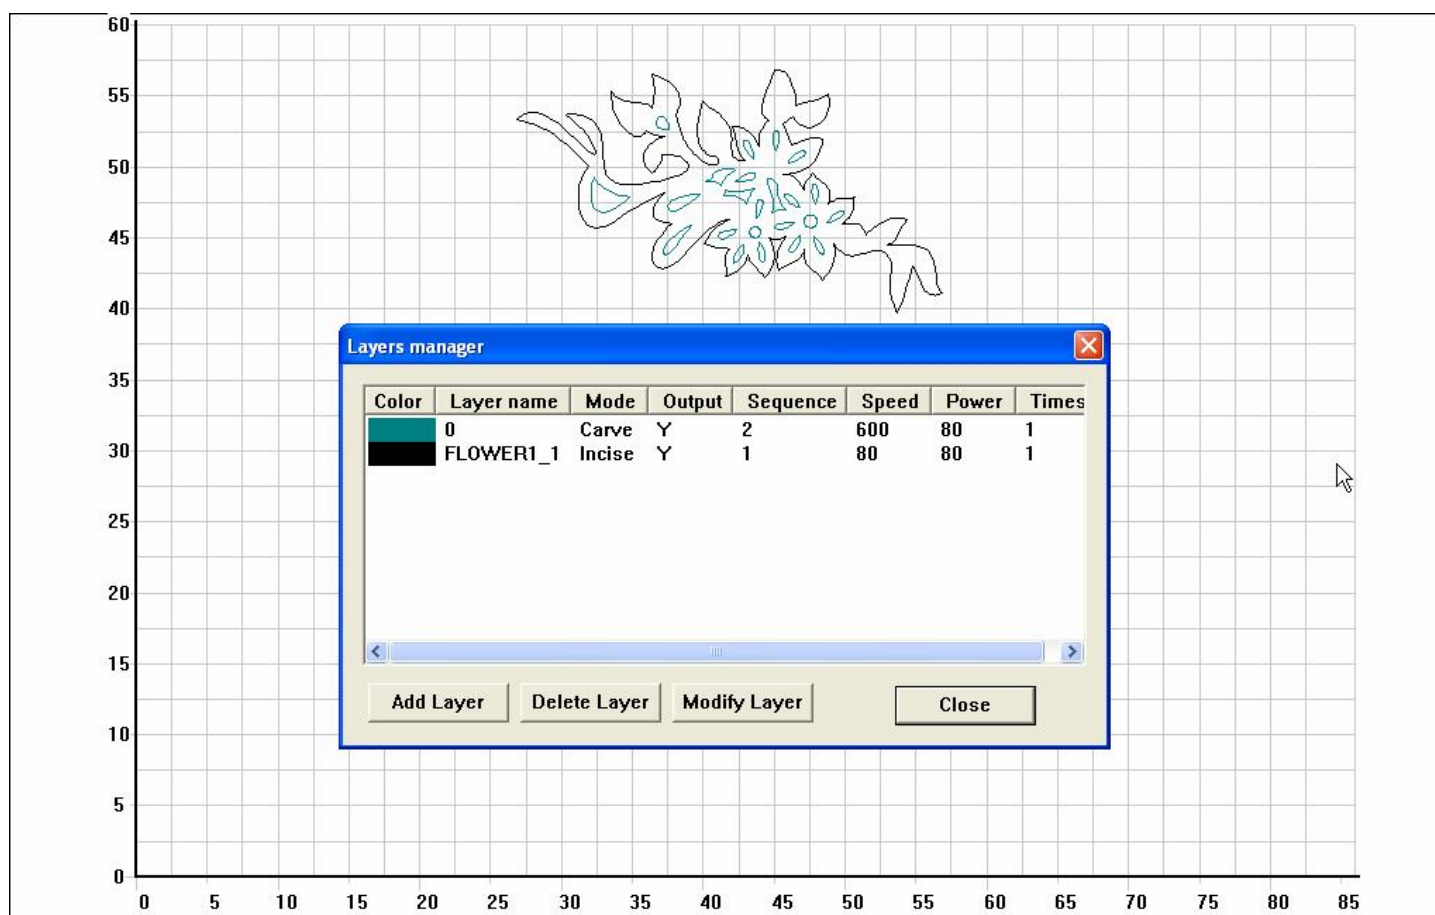 60
55
50
45
40
Layers manager
35
Color Layer name Mode Output Sequence Speed Power Times
0 Carve Y 2 600 80 1
30
FLOWER1_1 Incise Y 1 80 80 1
25
20
15
Add Layer Delete Layer Modify Layer Close
10
5
0
0 5 10 15 20 25 30 35 40 45 50 55 60 65 70 75 80 85